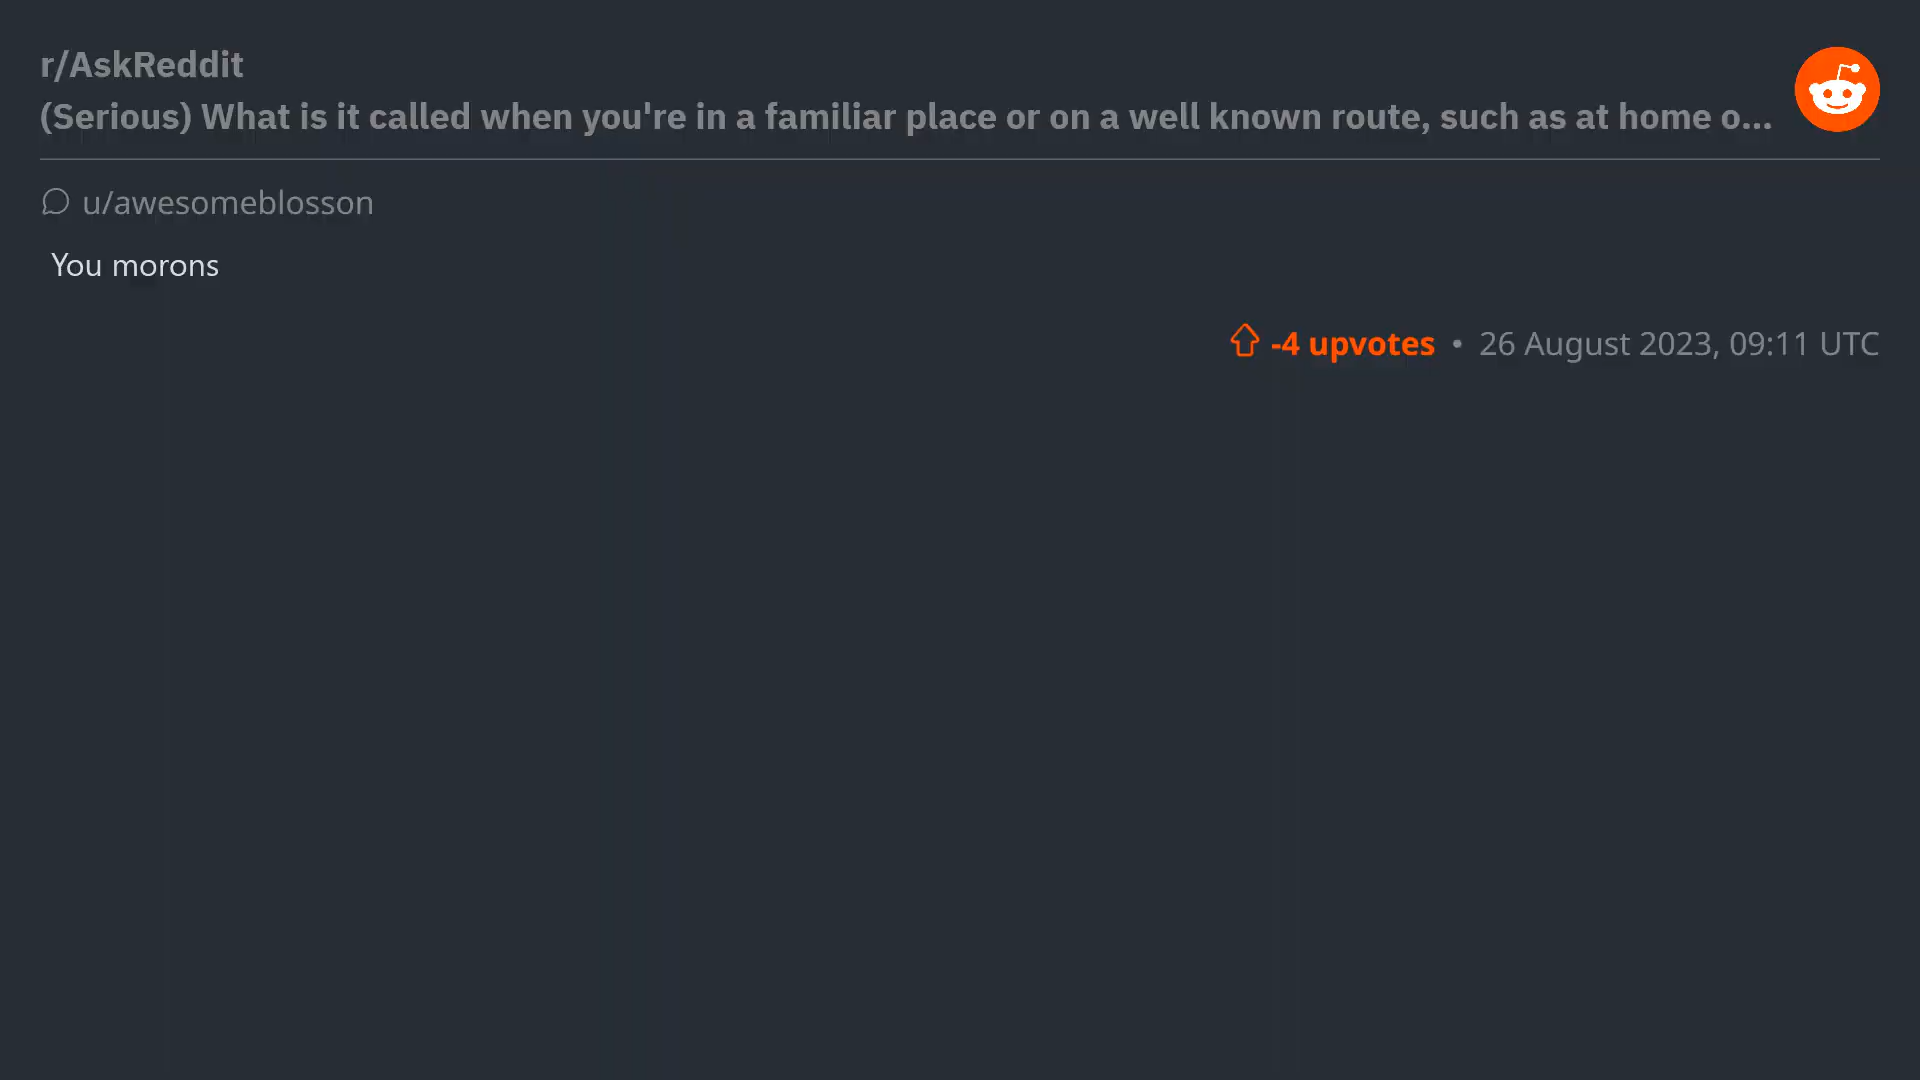 r/AskReddit
(Serious) What is it called when you're in a familiar place or on a well known route, such as at home o...
u/awesomeblosson
You morons
-4 upvotes • 26 August 2023, 09:11 UTC